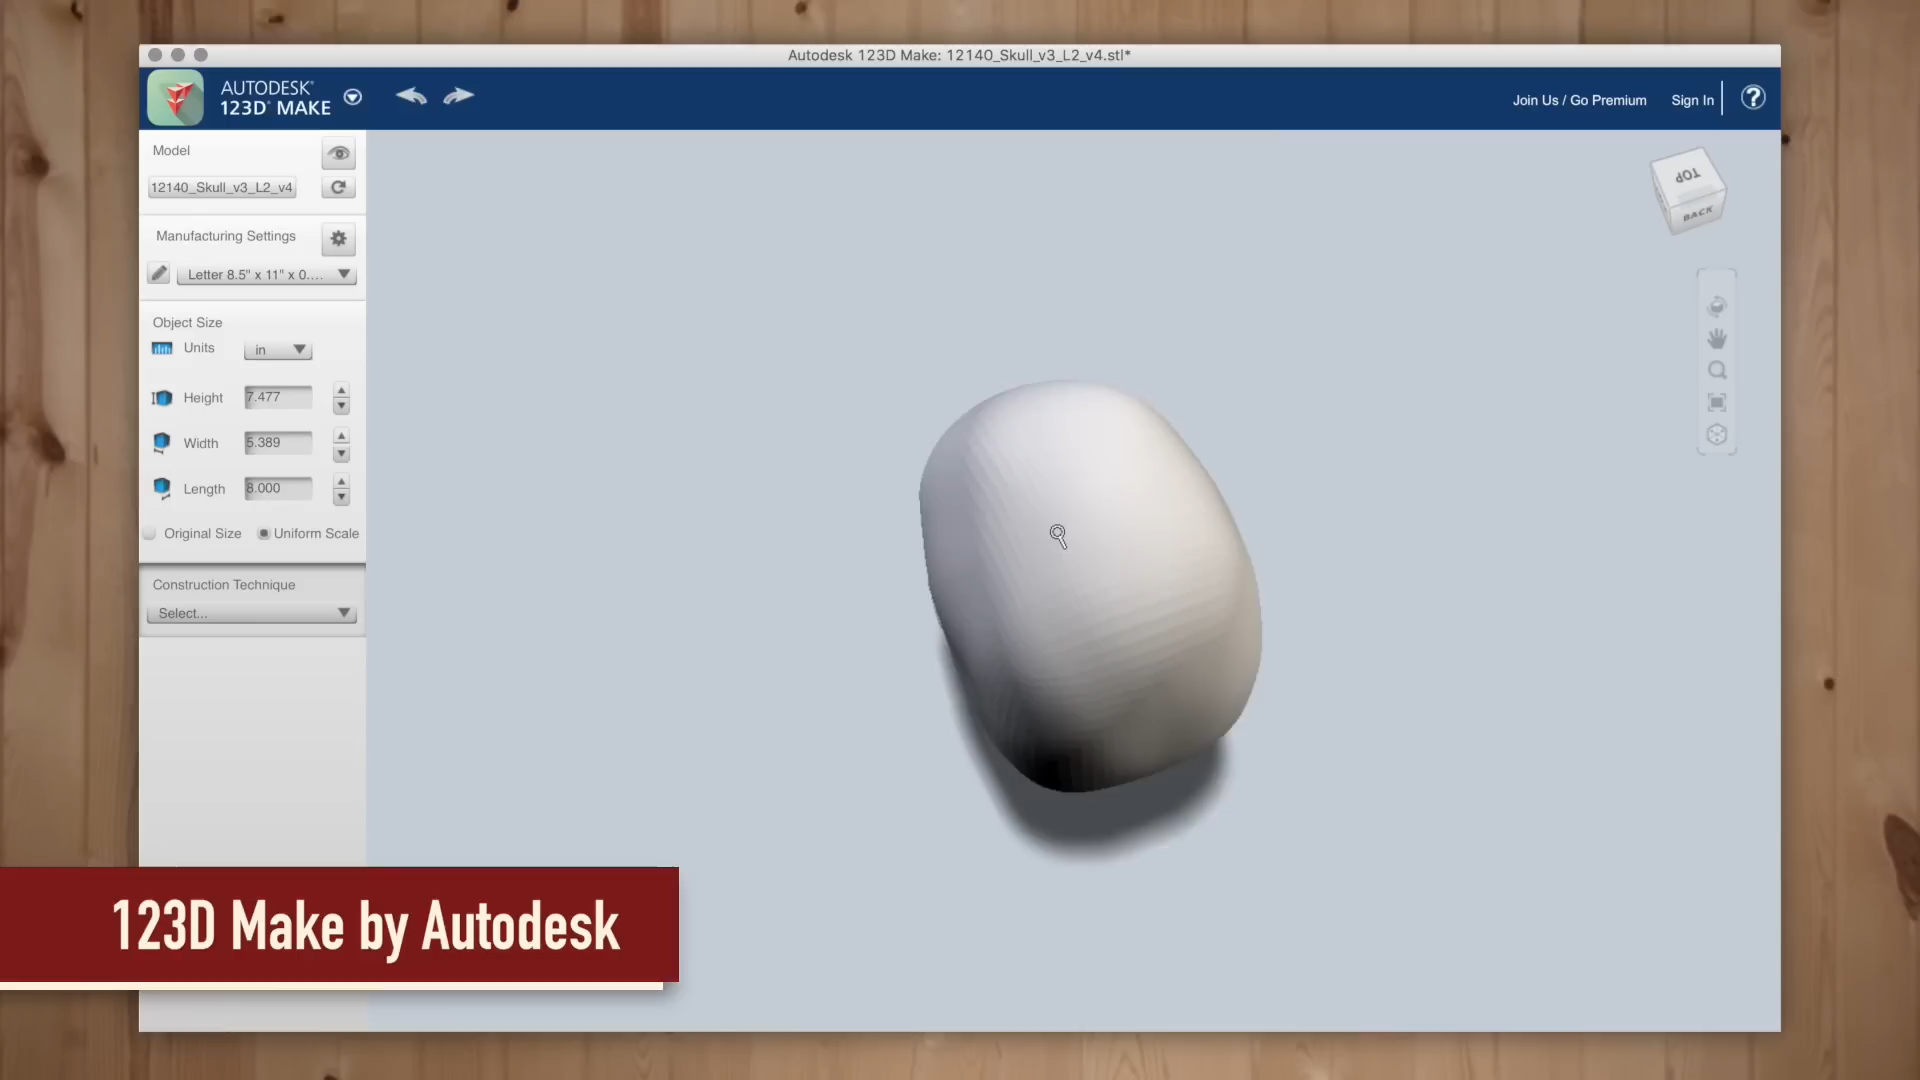 Autodesk 123D Make: 12140_Skull_v3_L2_v4.stl*
AUTODESK®
123D® MAKE
Join Us / Go Premium
Sign In
?
Model
12140_Skull_v3_L2_v4
Manufacturing Settings
Letter 8.5" x 11" x 0....
Object Size
Units in
Height 7.477
Width 5.389
Length 8.000
Original Size Uniform Scale
Construction Technique
Select...
TOP
BACK
123D Make by Autodesk